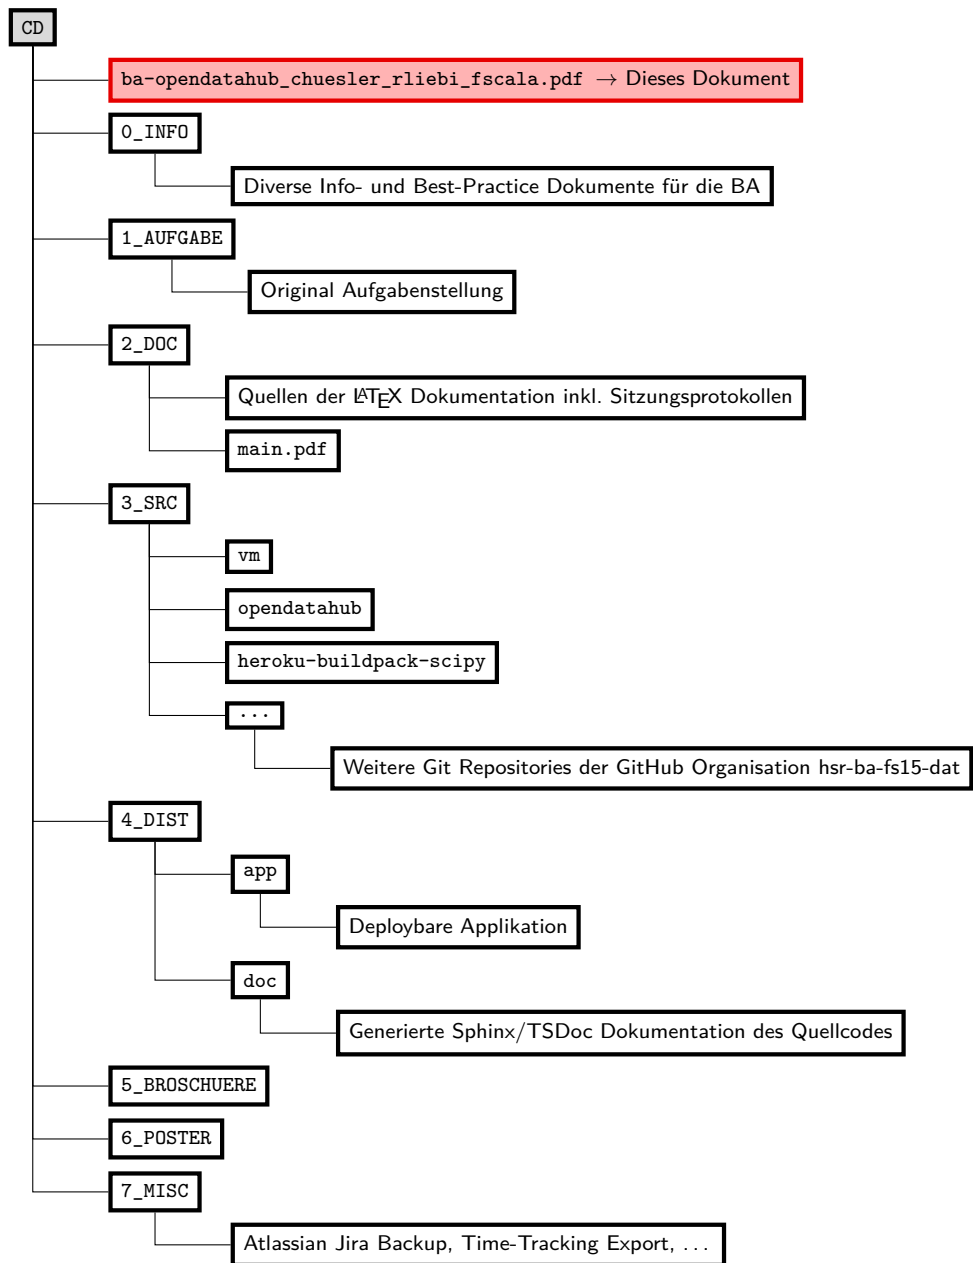 CD
ba-opendatahub_chuesler_rliebi_fscala.pdf → Dieses Dokument
0_INFO
Diverse Info- und Best-Practice Dokumente für die BA
1_AUFGABE
Original Aufgabenstellung
2_DOC
Quellen der LATEX Dokumentation inkl. Sitzungsprotokollen
main.pdf
3_SRC
vm
opendatahub
heroku-buildpack-scipy
...
Weitere Git Repositories der GitHub Organisation hsr-ba-fs15-dat
4_DIST
app
Deploybare Applikation
doc
Generierte Sphinx/TSDoc Dokumentation des Quellcodes
5_BROSCHUERE
6_POSTER
7_MISC
Atlassian Jira Backup, Time-Tracking Export, ...